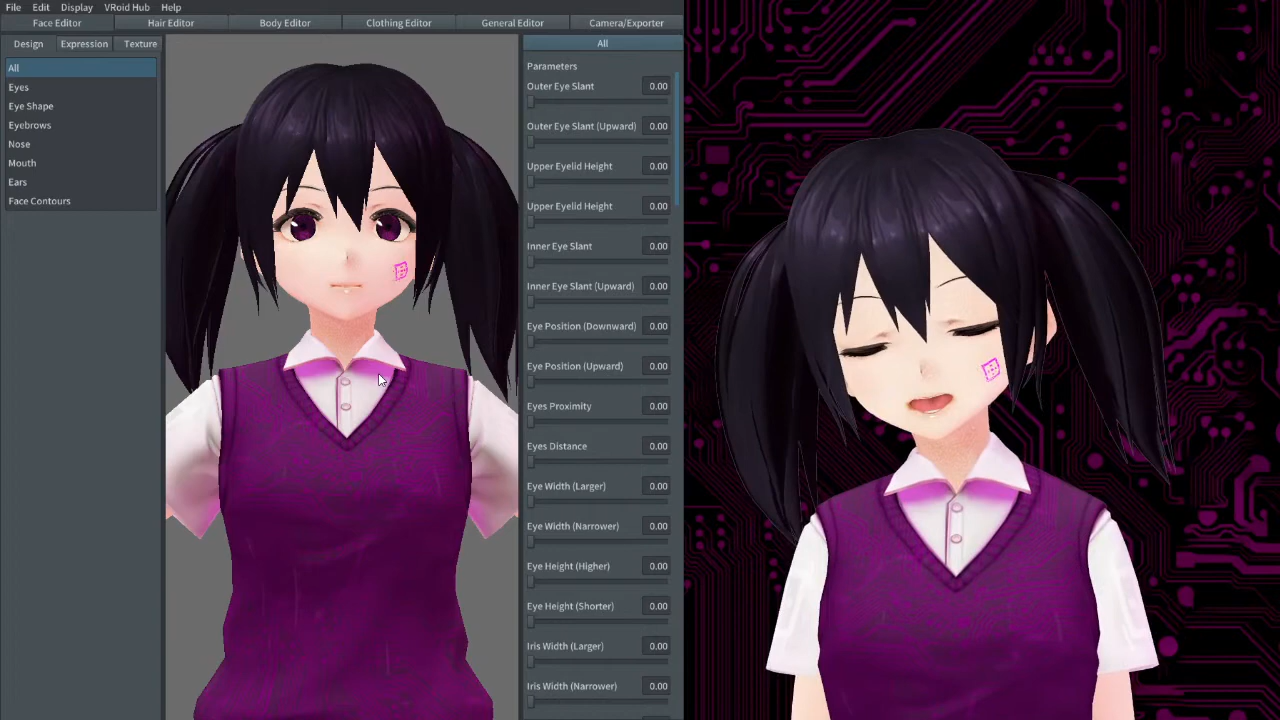 File Edit Display VRoid Hub Help
Face Editor Hair Editor Body Editor Clothing Editor General Editor Camera/Exporter
Design Expression Texture
All
Eyes
Eye Shape
Eyebrows
Nose
Mouth
Ears
Face Contours
All
Parameters
Outer Eye Slant 0.00
Outer Eye Slant (Upward) 0.00
Upper Eyelid Height 0.00
Upper Eyelid Height 0.00
Inner Eye Slant 0.00
Inner Eye Slant (Upward) 0.00
Eye Position (Downward) 0.00
Eye Position (Upward) 0.00
Eyes Proximity 0.00
Eyes Distance 0.00
Eye Width (Larger) 0.00
Eye Width (Narrower) 0.00
Eye Height (Higher) 0.00
Eye Height (Shorter) 0.00
Iris Width (Larger) 0.00
Iris Width (Narrower) 0.00